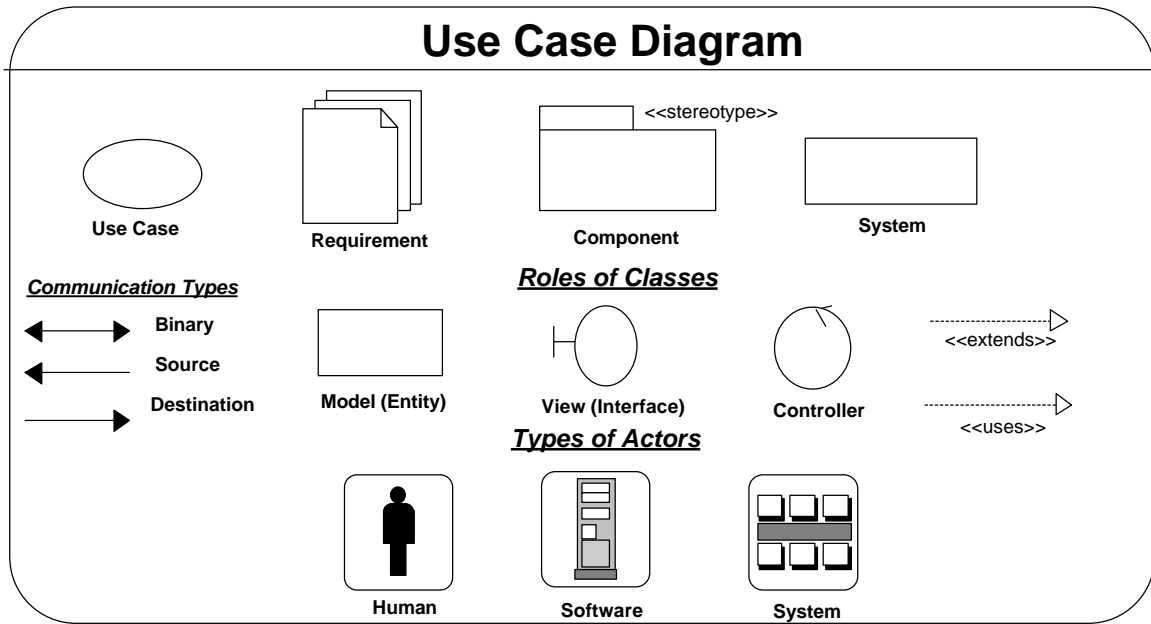 Use Case Diagram
<<stereotype>>
Use Case
Requirement
Component
System
Communication Types
Binary
Source
Destination
Roles of Classes
Model (Entity)
View (Interface)
Controller
<<extends>>
<<uses>>
Types of Actors
Human
Software
System